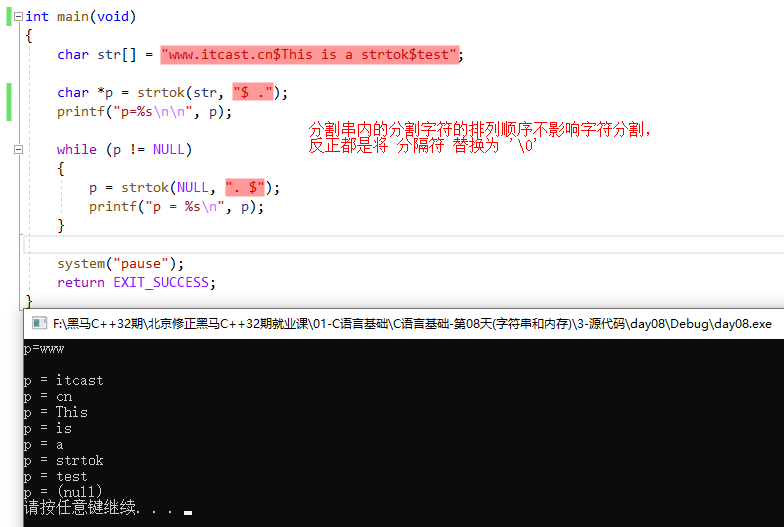 int main(void)
{
char str[] = "www.itcast.cn$This is a strtok$test";
char *p = strtok(str, "$ .");
printf("p=%s\n\n", p);
分割串内的分割字符的排列顺序不影响字符分割，
反正都是将 分隔符 替换为 '\0'
while (p != NULL)
{
p = strtok(NULL, ". $");
printf("p = %s\n", p);
}
system("pause");
return EXIT_SUCCESS;
}
F:\黑马C++32期\北京修正黑马C++32期就业课\01-C语言基础\C语言基础-第08天(字符串和内存)\3-源代码\day08\Debug\day08.exe
p=www
p = itcast
p = cn
p = This
p = is
p = a
p = strtok
p = test
p = (null)
请按任意键继续. . .